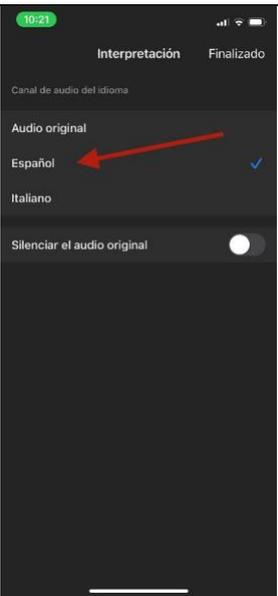 10:21
Interpretación Finalizado
Canal de audio del idioma
Audio original
Español
Italiano
Silenciar el audio original